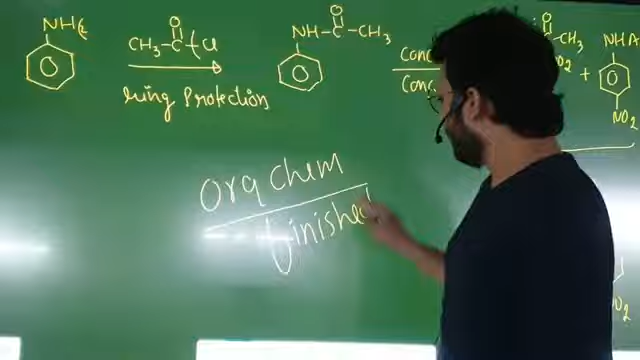 NH2
CH3-C-Cl
O
ring Protection
NH-C-CH3
O
Conc
Conc.
O
CH3
NO2
+
NHA
NO2
Org chem
finished